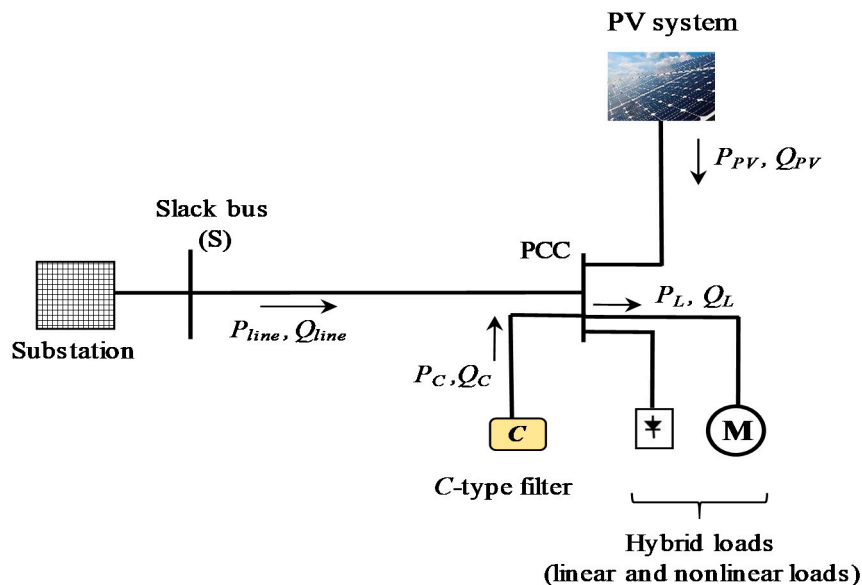 PV system
P_PV, Q_PV
Slack bus
(S)
PCC
P_L, Q_L
P_line, Q_line
Substation
P_C, Q_C
C
M
C-type filter
Hybrid loads
(linear and nonlinear loads)